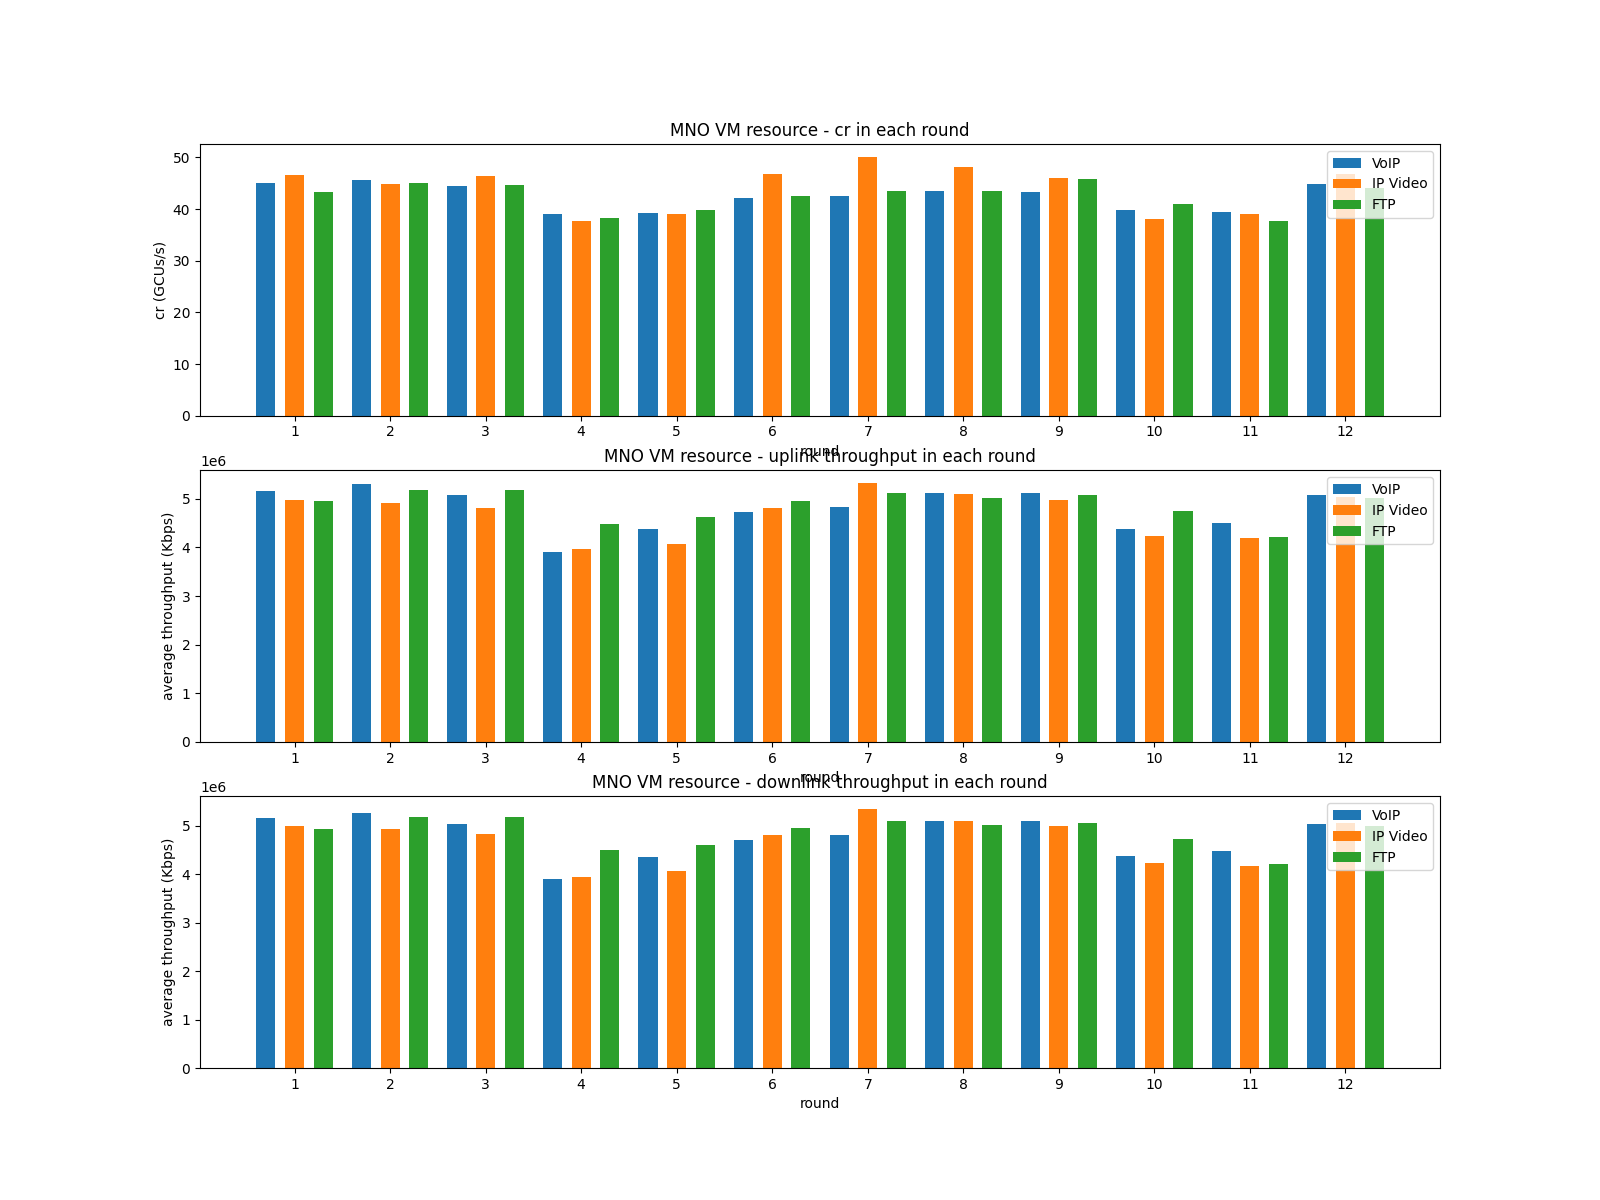 MNO VM resource - cr in each round
50
40
30
20
10
0
cr (GCUs/s)
VoIP
IP Video
FTP
1 2 3 4 5 6 7 8 9 10 11 12
round
MNO VM resource - uplink throughput in each round
1e6
5
4
3
2
1
0
average throughput (Kbps)
VoIP
IP Video
FTP
1 2 3 4 5 6 7 8 9 10 11 12
round
MNO VM resource - downlink throughput in each round
1e6
5
4
3
2
1
0
average throughput (Kbps)
VoIP
IP Video
FTP
1 2 3 4 5 6 7 8 9 10 11 12
round